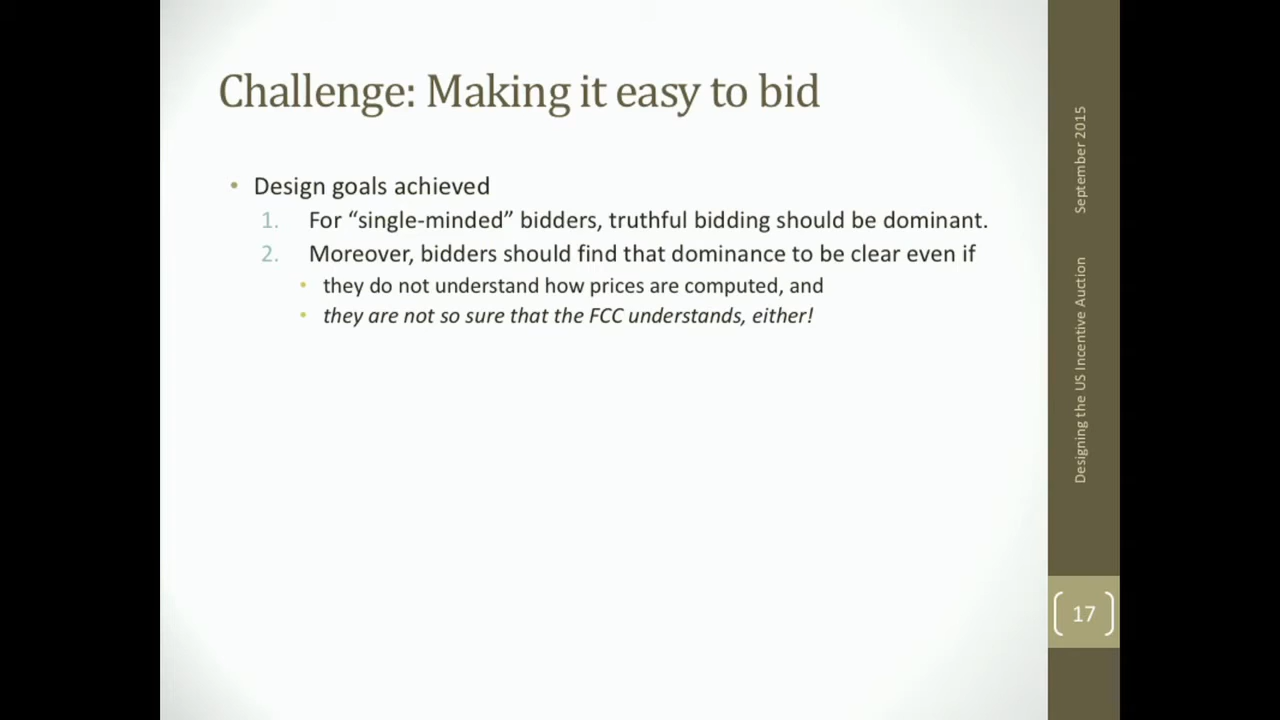 Challenge: Making it easy to bid
• Design goals achieved
1. For “single-minded” bidders, truthful bidding should be dominant.
2. Moreover, bidders should find that dominance to be clear even if
• they do not understand how prices are computed, and
• they are not so sure that the FCC understands, either!
September 2015
Designing the US Incentive Auction
17